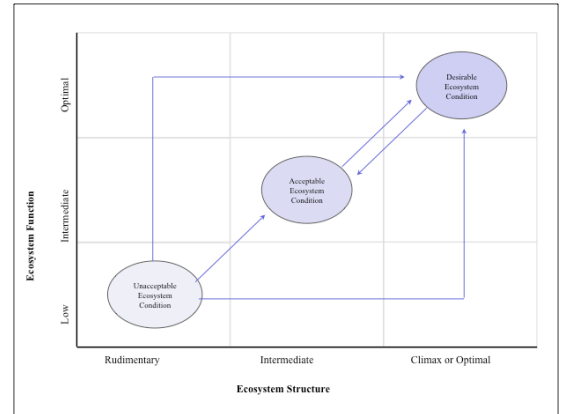 Desirable
Ecosystem
Condition
Acceptable
Ecosystem
Condition
Unacceptable
Ecosystem
Condition
Ecosystem Function
Optimal
Intermediate
Low
Rudimentary
Intermediate
Climax or Optimal
Ecosystem Structure